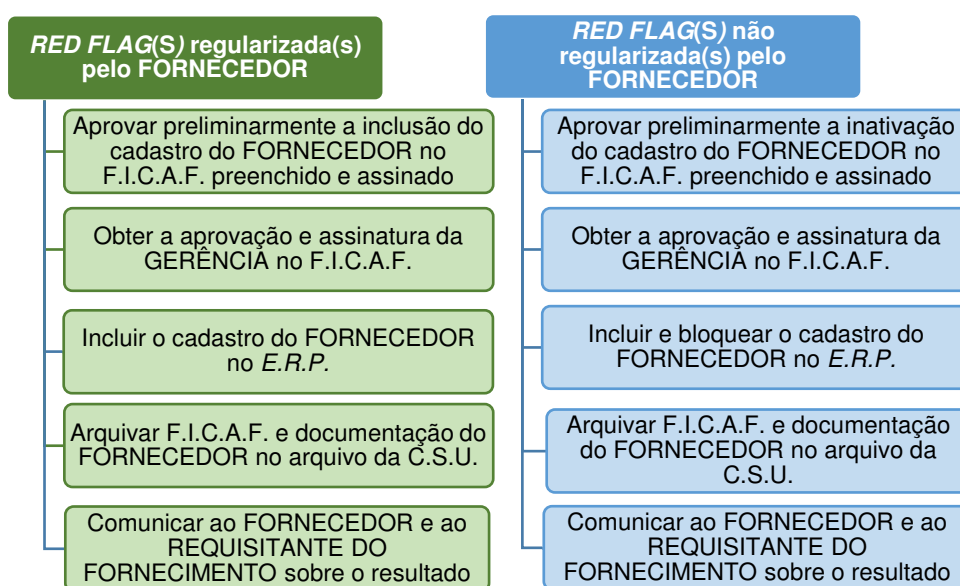 RED FLAG(S) regularizada(s)
pelo FORNECEDOR
Aprovar preliminarmente a inclusão do
cadastro do FORNECEDOR no
F.I.C.A.F. preenchido e assinado
Obter a aprovação e assinatura da
GERÊNCIA no F.I.C.A.F.
Incluir o cadastro do FORNECEDOR
no E.R.P.
Arquivar F.I.C.A.F. e documentação do
FORNECEDOR no arquivo da C.S.U.
Comunicar ao FORNECEDOR e ao
REQUISITANTE DO
FORNECIMENTO sobre o resultado
RED FLAG(S) não
regularizada(s) pelo
FORNECEDOR
Aprovar preliminarmente a inativação
do cadastro do FORNECEDOR no
F.I.C.A.F. preenchido e assinado
Obter a aprovação e assinatura da
GERÊNCIA no F.I.C.A.F.
Incluir e bloquear o cadastro do
FORNECEDOR no E.R.P.
Arquivar F.I.C.A.F. e documentação
do FORNECEDOR no arquivo da
C.S.U.
Comunicar ao FORNECEDOR e ao
REQUISITANTE DO
FORNECIMENTO sobre o resultado